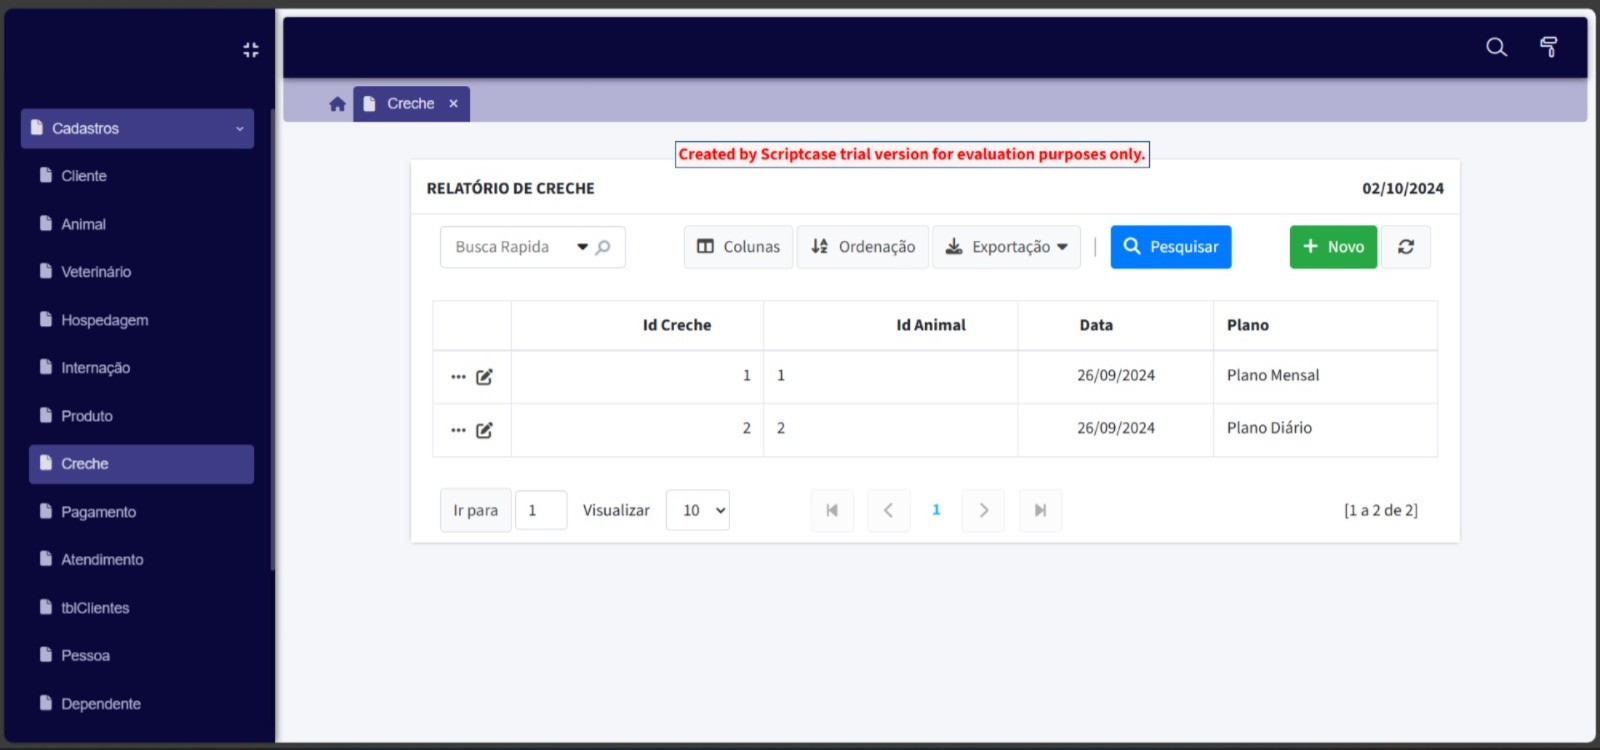 Cadastros
Cliente
Animal
Veterinário
Hospedagem
Internação
Produto
Creche
Pagamento
Atendimento
tblClientes
Pessoa
Dependente
Creche ×
Created by Scriptcase trial version for evaluation purposes only.
RELATÓRIO DE CRECHE 02/10/2024
Busca Rapida Colunas Ordenação Exportação | Pesquisar + Novo
Id Creche Id Animal Data Plano
1 1 26/09/2024 Plano Mensal
2 2 26/09/2024 Plano Diário
Ir para 1 Visualizar 10 1 [1 a 2 de 2]